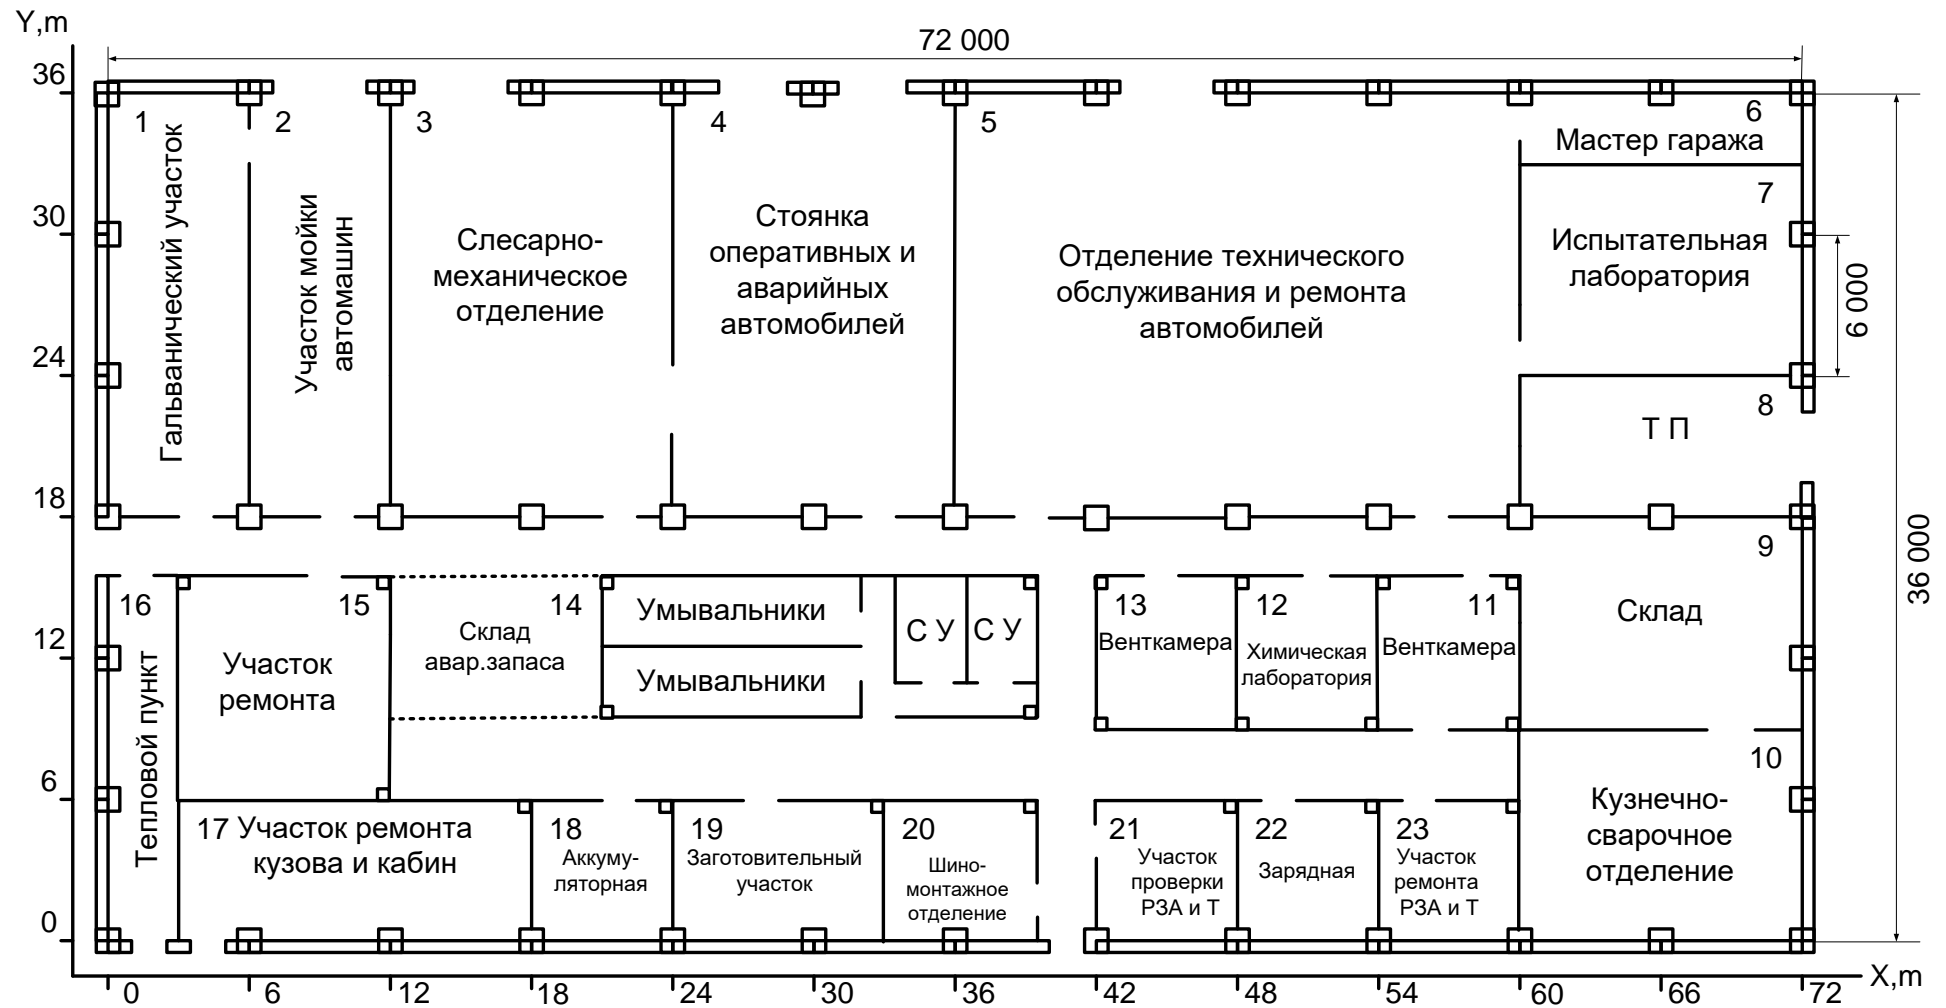 Y,m
72 000
36
1
2
3
4
5
6
Мастер гаража
Гальванический участок
Участок мойки
автомашин
Слесарно-
механическое
отделение
Стоянка
оперативных и
аварийных
автомобилей
Отделение технического
обслуживания и ремонта
автомобилей
7
Испытательная
лаборатория
30
6 000
24
8
Т П
18
9
36 000
16
15
14
Умывальники
С У
С У
13
12
11
Склад
12
Тепловой пункт
Участок
ремонта
Склад
авар.запаса
Умывальники
Венткамера
Химическая
лаборатория
Венткамера
10
6
17 Участок ремонта
кузова и кабин
18
Аккуму-
ляторная
19
Заготовительный
участок
20
Шино-
монтажное
отделение
21
Участок
проверки
РЗА и Т
22
Зарядная
23
Участок
ремонта
РЗА и Т
Кузнечно-
сварочное
отделение
0
0
6
12
18
24
30
36
42
48
54
60
66
72
X,m